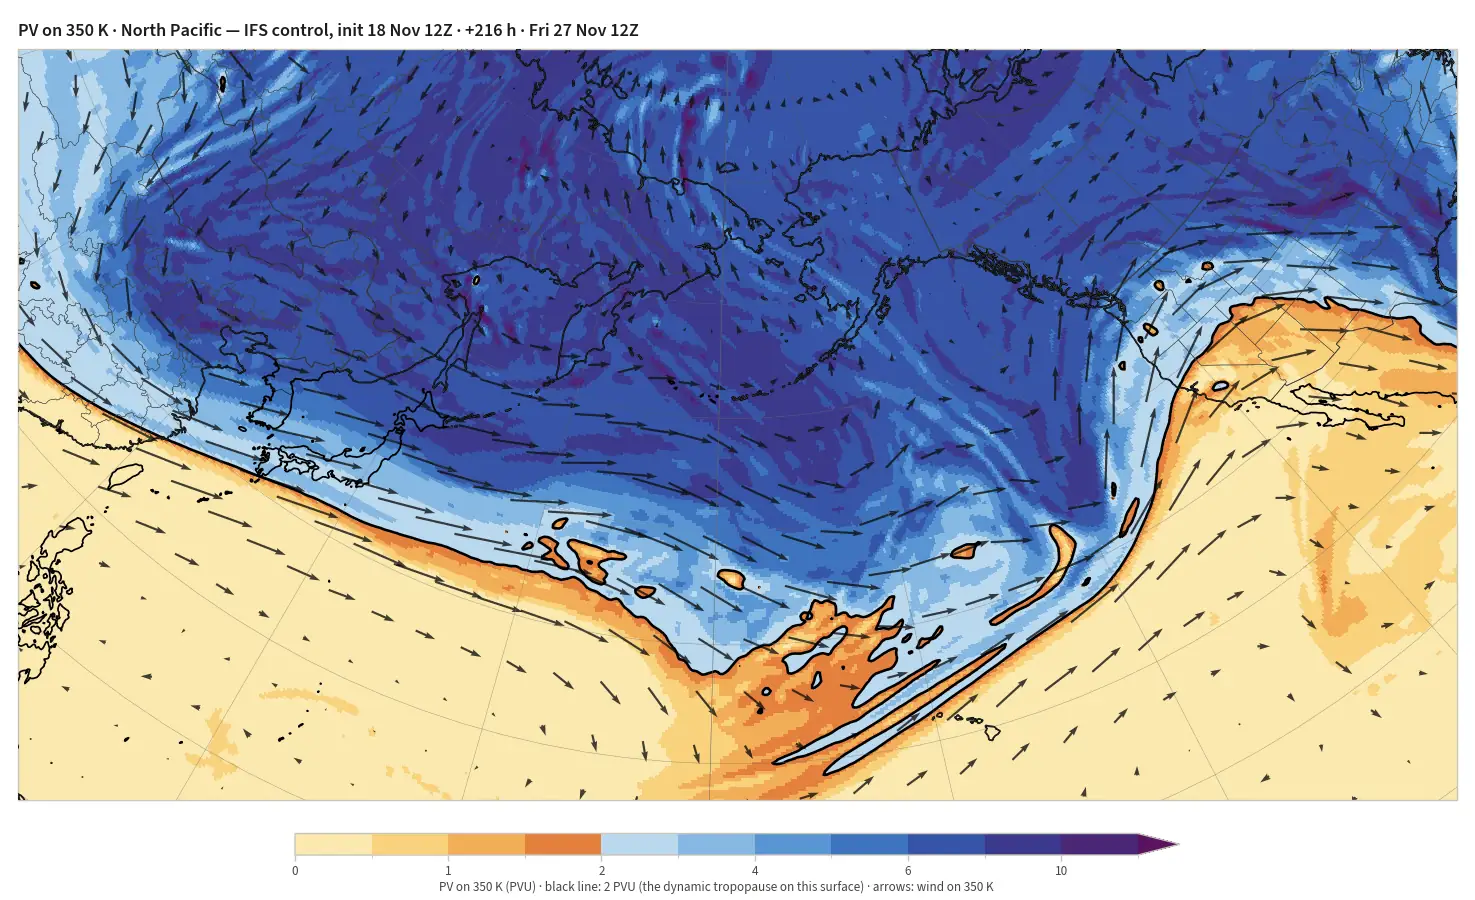 PV on 350 K · North Pacific — IFS control, init 18 Nov 12Z · +216 h · Fri 27 Nov 12Z
0 1 2 4 6 10
PV on 350 K (PVU) · black line: 2 PVU (the dynamic tropopause on this surface) · arrows: wind on 350 K